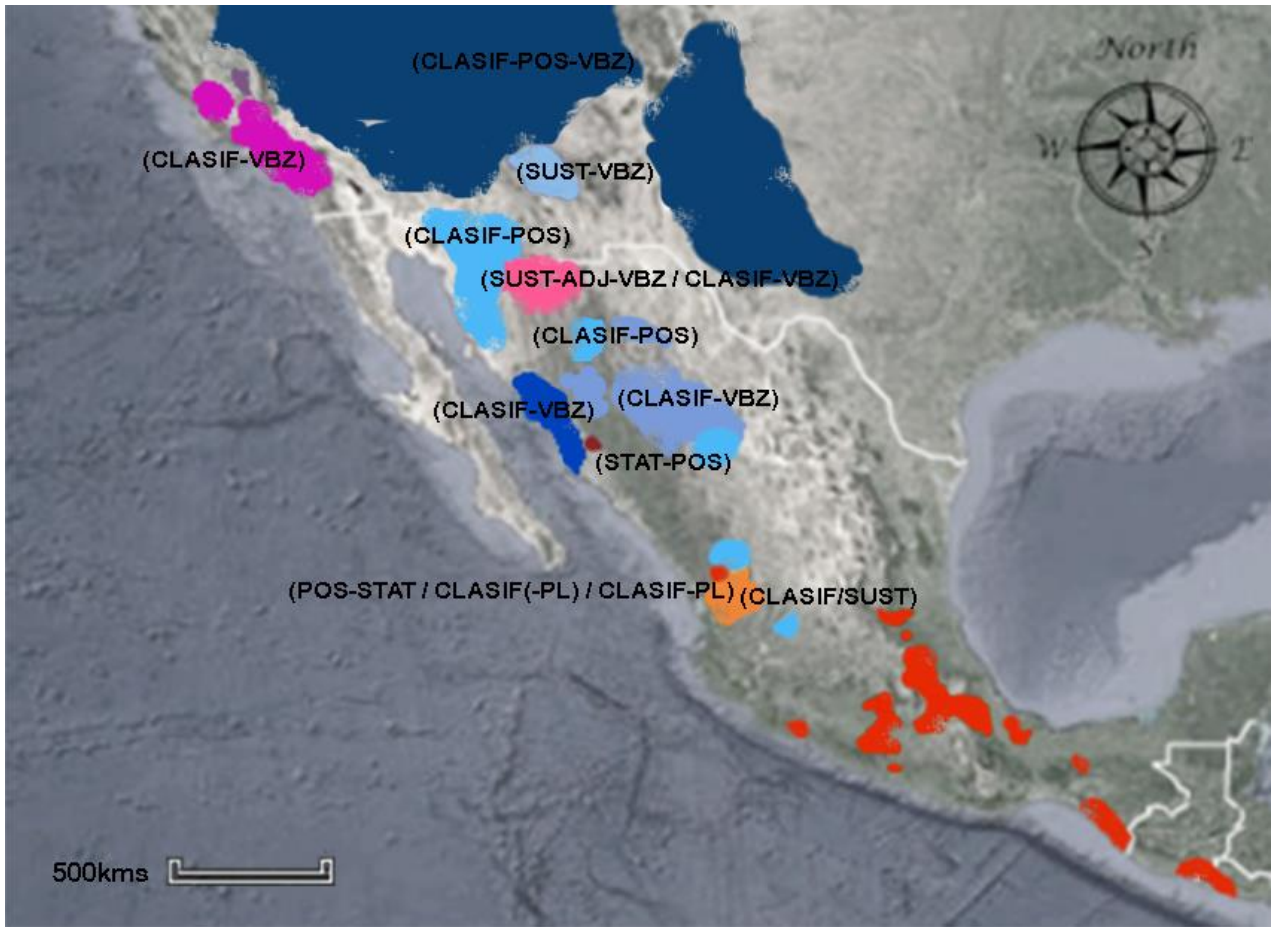 North
(CLASIF-POS-VBZ)
W
E
(CLASIF-VBZ)
(SUST-VBZ)
S
(CLASIF-POS)
(SUST-ADJ-VBZ / CLASIF-VBZ)
(CLASIF-POS)
(CLASIF-VBZ)
(CLASIF-VBZ)
(STAT-POS)
(POS-STAT / CLASIF(-PL) / CLASIF-PL)
(CLASIF/SUST)
500kms